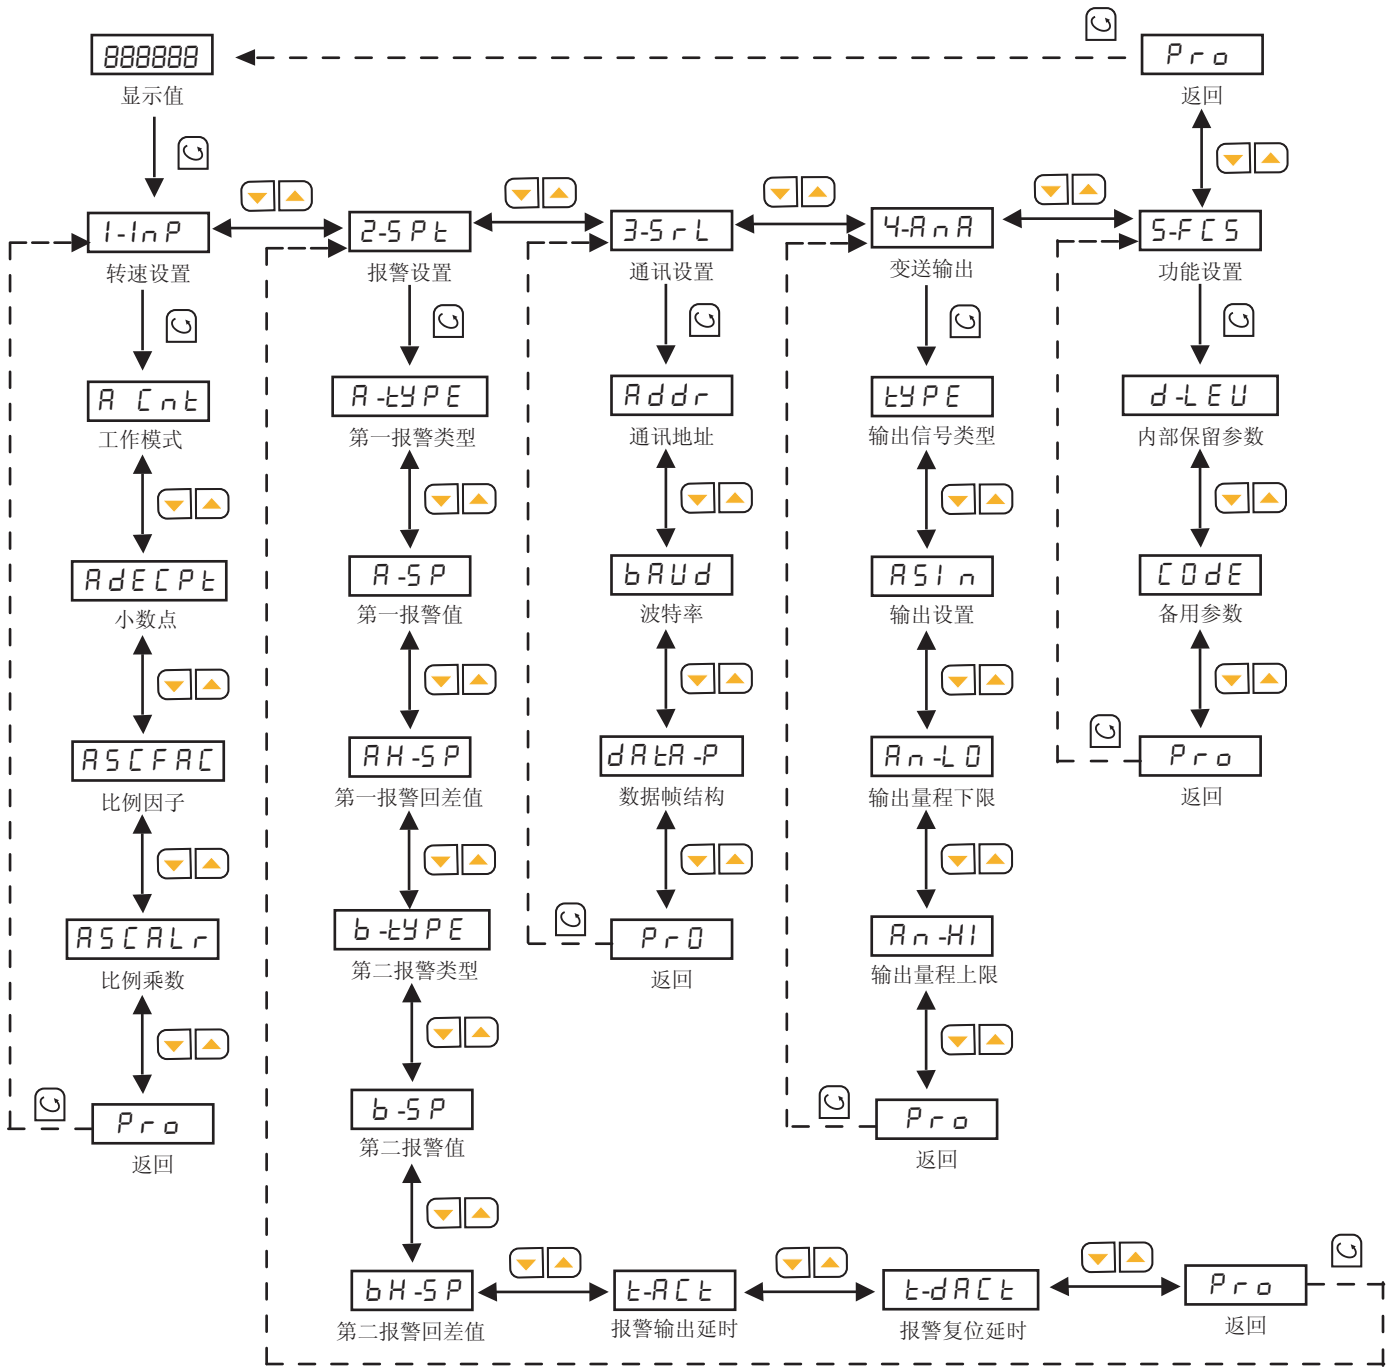 888888
显示值
Pro
返回
1-InP
转速设置
2-SPt
报警设置
3-SrL
通讯设置
4-AnA
变送输出
5-FCS
功能设置
A Cnt
工作模式
AdECPt
小数点
ASCFAC
比例因子
ASCALr
比例乘数
Pro
返回
A-tYPE
第一报警类型
A-SP
第一报警值
AH-SP
第一报警回差值
b-tYPE
第二报警类型
b-SP
第二报警值
bH-SP
第二报警回差值
t-ACt
报警输出延时
t-dACt
报警复位延时
Pro
返回
Addr
通讯地址
bAUd
波特率
dAtA-P
数据帧结构
PrO
返回
tYPE
输出信号类型
ASIn
输出设置
An-LO
输出量程下限
An-HI
输出量程上限
Pro
返回
d-LEU
内部保留参数
COdE
备用参数
Pro
返回